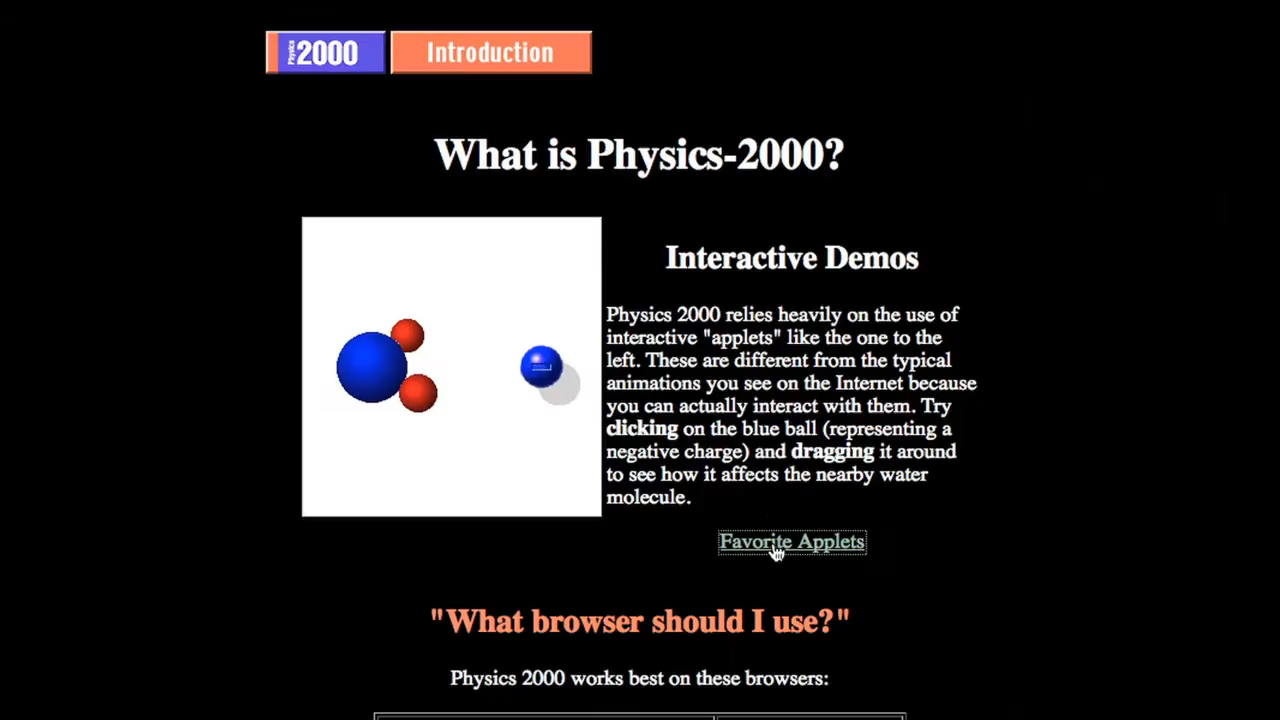 Physics 2000
Introduction
What is Physics-2000?
Interactive Demos
Physics 2000 relies heavily on the use of
interactive "applets" like the one to the
left. These are different from the typical
animations you see on the Internet because
you can actually interact with them. Try
clicking on the blue ball (representing a
negative charge) and dragging it around
to see how it affects the nearby water
molecule.
Favorite Applets
"What browser should I use?"
Physics 2000 works best on these browsers: